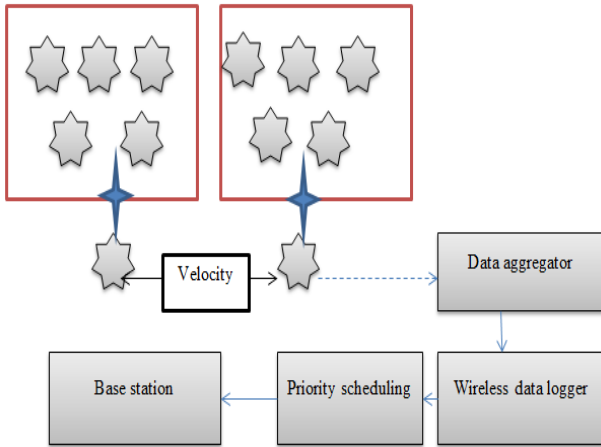 Velocity
Data aggregator
Base station
Priority scheduling
Wireless data logger